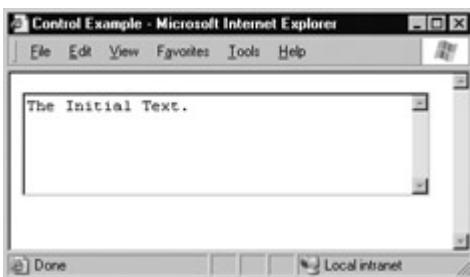 Control Example - Microsoft Internet Explorer
File Edit View Favorites Tools Help
The Initial Text.
Done
Local intranet